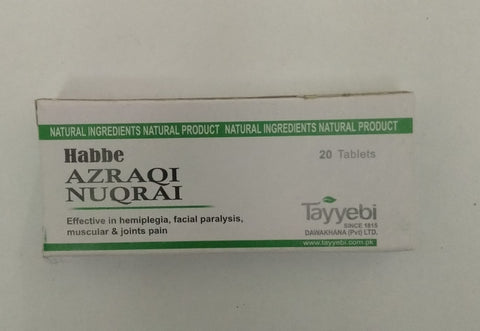 NATURAL INGREDIENTS NATURAL PRODUCT NATURAL INGREDIENTS NATURAL PRODUCT
Habbe
20 Tablets
AZRAQI
NUQRAI
Effective in hemiplegia, facial paralysis,
muscular & joints pain
Tayyebi
SINCE 1815
DAWAKHANA (Pvt) LTD.
www.tayyebi.com.pk